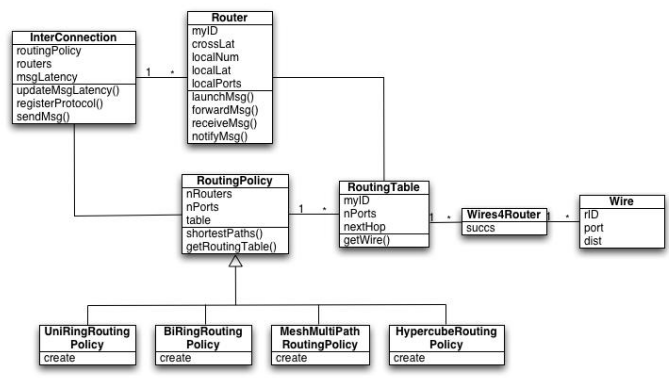 InterConnection
routingPolicy
routers
msgLatency
updateMsgLatency()
registerProtocol()
sendMsg()
1
*
Router
myID
crossLat
localNum
localLat
localPorts
launchMsg()
forwardMsg()
receiveMsg()
notifyMsg()
RoutingPolicy
nRouters
nPorts
table
shortestPaths()
getRoutingTable()
1
*
RoutingTable
myID
nPorts
nextHop
getWire()
1
*
Wires4Router
succs
1
*
Wire
rID
port
dist
UniRingRouting
Policy
create
BiRingRouting
Policy
create
MeshMultiPath
RoutingPolicy
create
HypercubeRouting
Policy
create